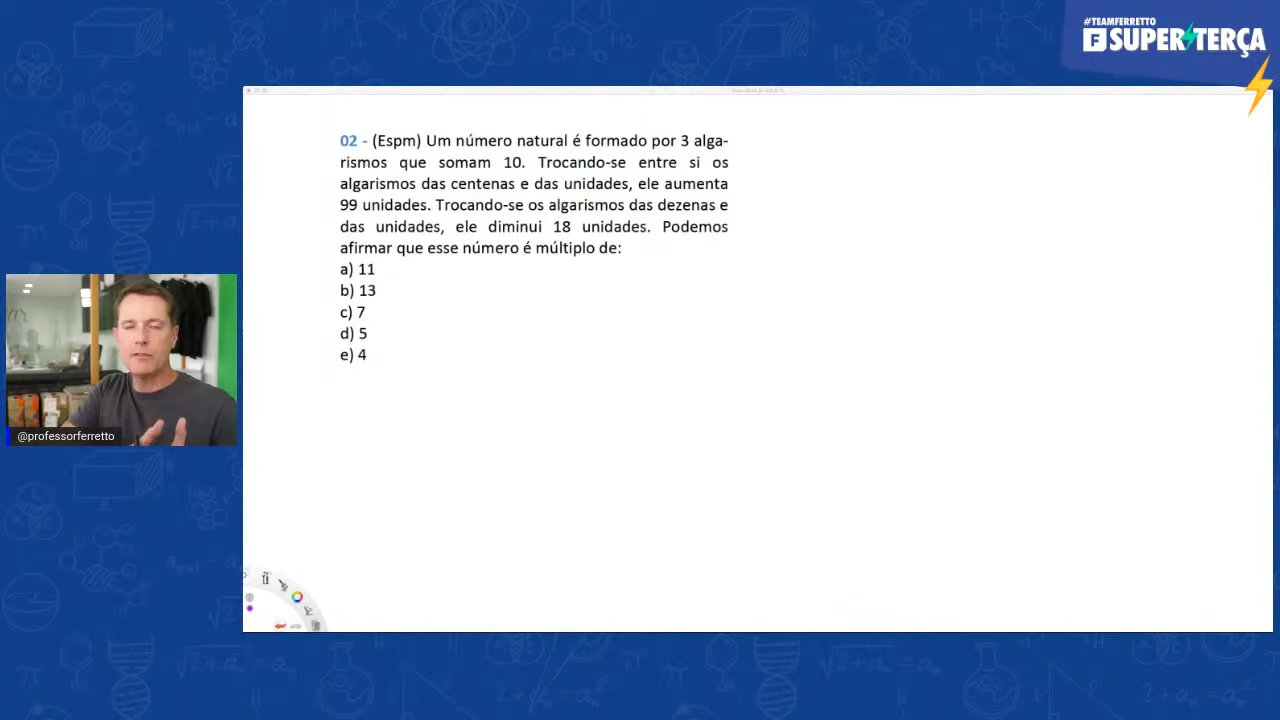 #TEAMFERRETTO
F SUPER TERÇA
02 - (Espm) Um número natural é formado por 3 alga-
rismos que somam 10. Trocando-se entre si os
algarismos das centenas e das unidades, ele aumenta
99 unidades. Trocando-se os algarismos das dezenas e
das unidades, ele diminui 18 unidades. Podemos
afirmar que esse número é múltiplo de:
a) 11
b) 13
c) 7
d) 5
e) 4
@professorferretto